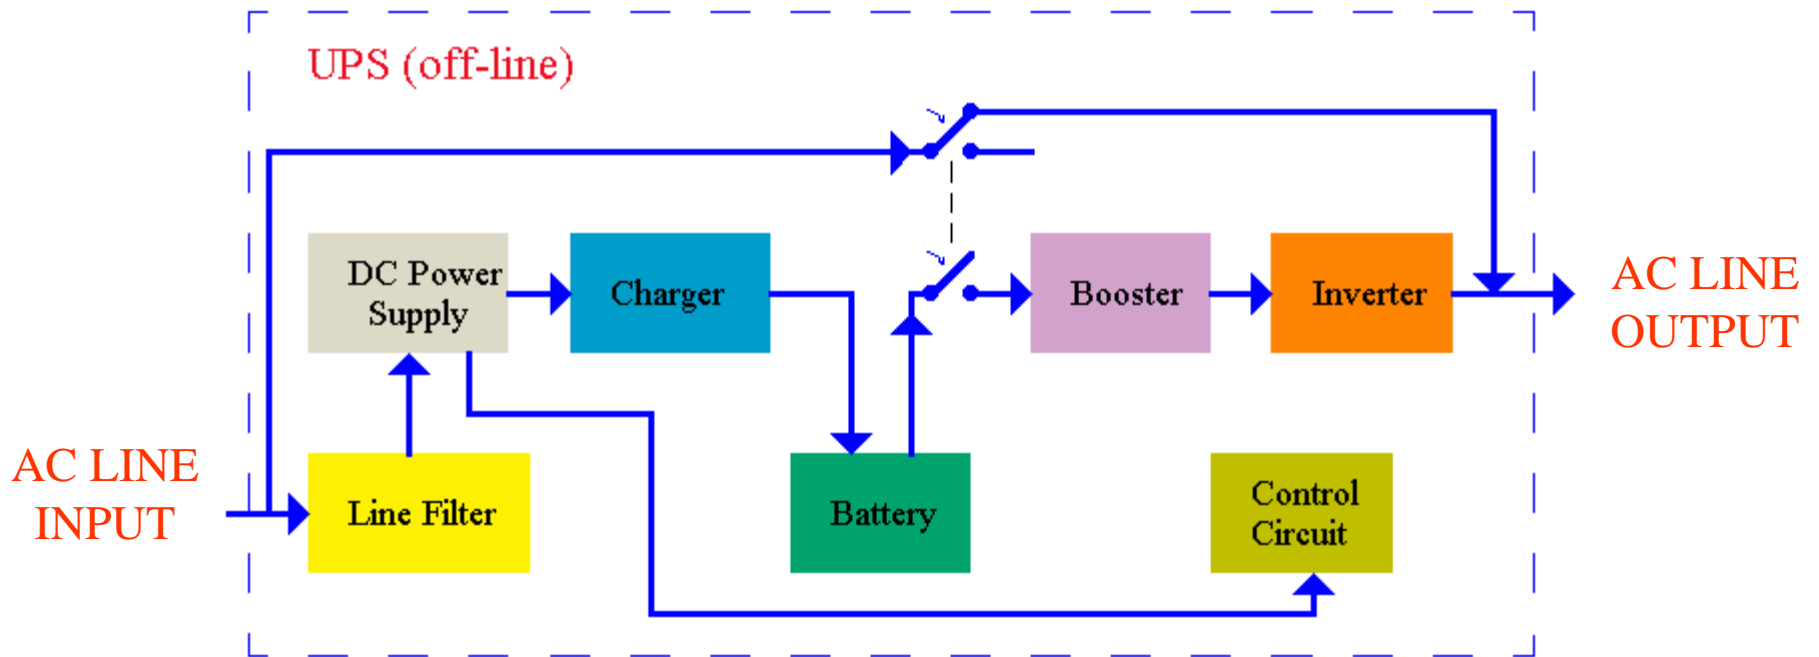 UPS (off-line)
DC Power
Supply
Charger
Booster
Inverter
AC LINE
OUTPUT
AC LINE
INPUT
Line Filter
Battery
Control
Circuit